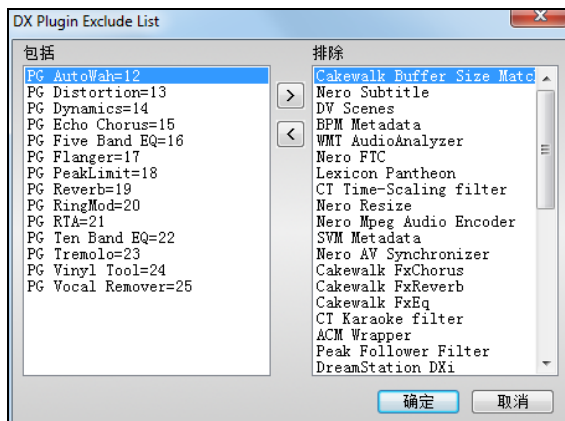 DX Plugin Exclude List
包括
PG AutoWah=12
PG Distortion=13
PG Dynamics=14
PG Echo Chorus=15
PG Five Band EQ=16
PG Flanger=17
PG PeakLimit=18
PG Reverb=19
PG RingMod=20
PG RTA=21
PG Ten Band EQ=22
PG Tremolo=23
PG Vinyl Tool=24
PG Vocal Remover=25
>
<
排除
Cakewalk Buffer Size Matc
Nero Subtitle
DV Scenes
BPM Metadata
WMT AudioAnalyzer
Nero FTC
Lexicon Pantheon
CT Time-Scaling filter
Nero Resize
Nero Mpeg Audio Encoder
SVM Metadata
Nero AV Synchronizer
Cakewalk FxChorus
Cakewalk FxReverb
Cakewalk FxEq
CT Karaoke filter
ACM Wrapper
Peak Follower Filter
DreamStation DXi
确定
取消